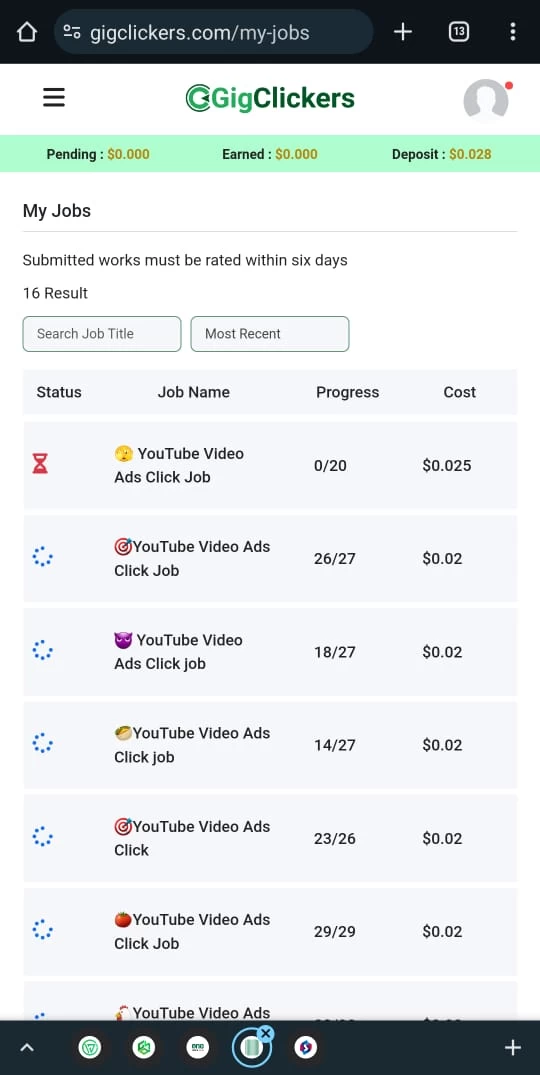 gigclickers.com/my-jobs
13
GigClickers
Pending : $0.000 Earned : $0.000 Deposit : $0.028
My Jobs
Submitted works must be rated within six days
16 Result
Search Job Title Most Recent
Status Job Name Progress Cost
🫣 YouTube Video
Ads Click Job
0/20 $0.025
🎯YouTube Video Ads
Click Job
26/27 $0.02
😈 YouTube Video
Ads Click job
18/27 $0.02
🥙YouTube Video Ads
Click job
14/27 $0.02
🎯YouTube Video Ads
Click
23/26 $0.02
🍅YouTube Video Ads
Click Job
29/29 $0.02
🐔YouTube Video Ads